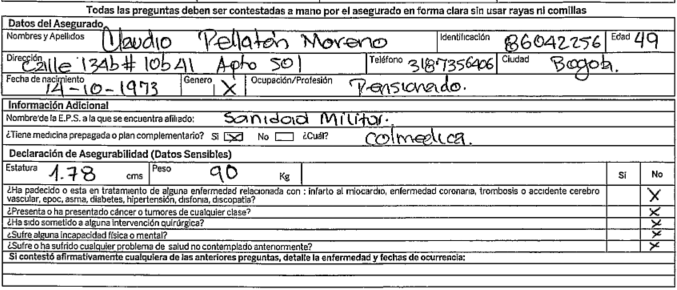 Todas las preguntas deben ser contestadas a mano por el asegurado en forma clara sin usar rayas ni comillas
Datos del Asegurado
Nombres y Apellidos Claudio Pellatón Moreno Identificación 86042256 Edad 49
Dirección Calle 134b # 10b41 Apto 501 Teléfono 3187356406 Ciudad Bogotá.
Fecha de nacimiento 14-10-1973 Genero X Ocupación/Profesión Pensionado.
Información Adicional
Nombre de la E.P.S. a la que se encuentra afiliado: Sanidad Militar.
¿Tiene medicina prepagada o plan complementario? SI X No ¿Cuál? Colmedica.
Declaración de Asegurabilidad (Datos Sensibles)
Estatura 1.78 cms Peso 90 Kg Si No
¿Ha padecido o esta en tratamiento de alguna enfermedad relacionada con : infarto al miocardio, enfermedad coronaria, trombosis o accidente cerebro
vascular, epoc, asma, diabetes, hipertensión, disfonia, discopatia? X
¿Presenta o ha presentado cáncer o tumores de cualquier clase? X
¿Ha sido sometido a alguna intervención quirúrgica? X
¿Sufre alguna incapacidad física o mental? X
¿Sufre o ha sufrido cualquier problema de salud no contemplado anteriormente? X
Si contestó afirmativamente cualquiera de las anteriores preguntas, detalle la enfermedad y fechas de ocurrencia: